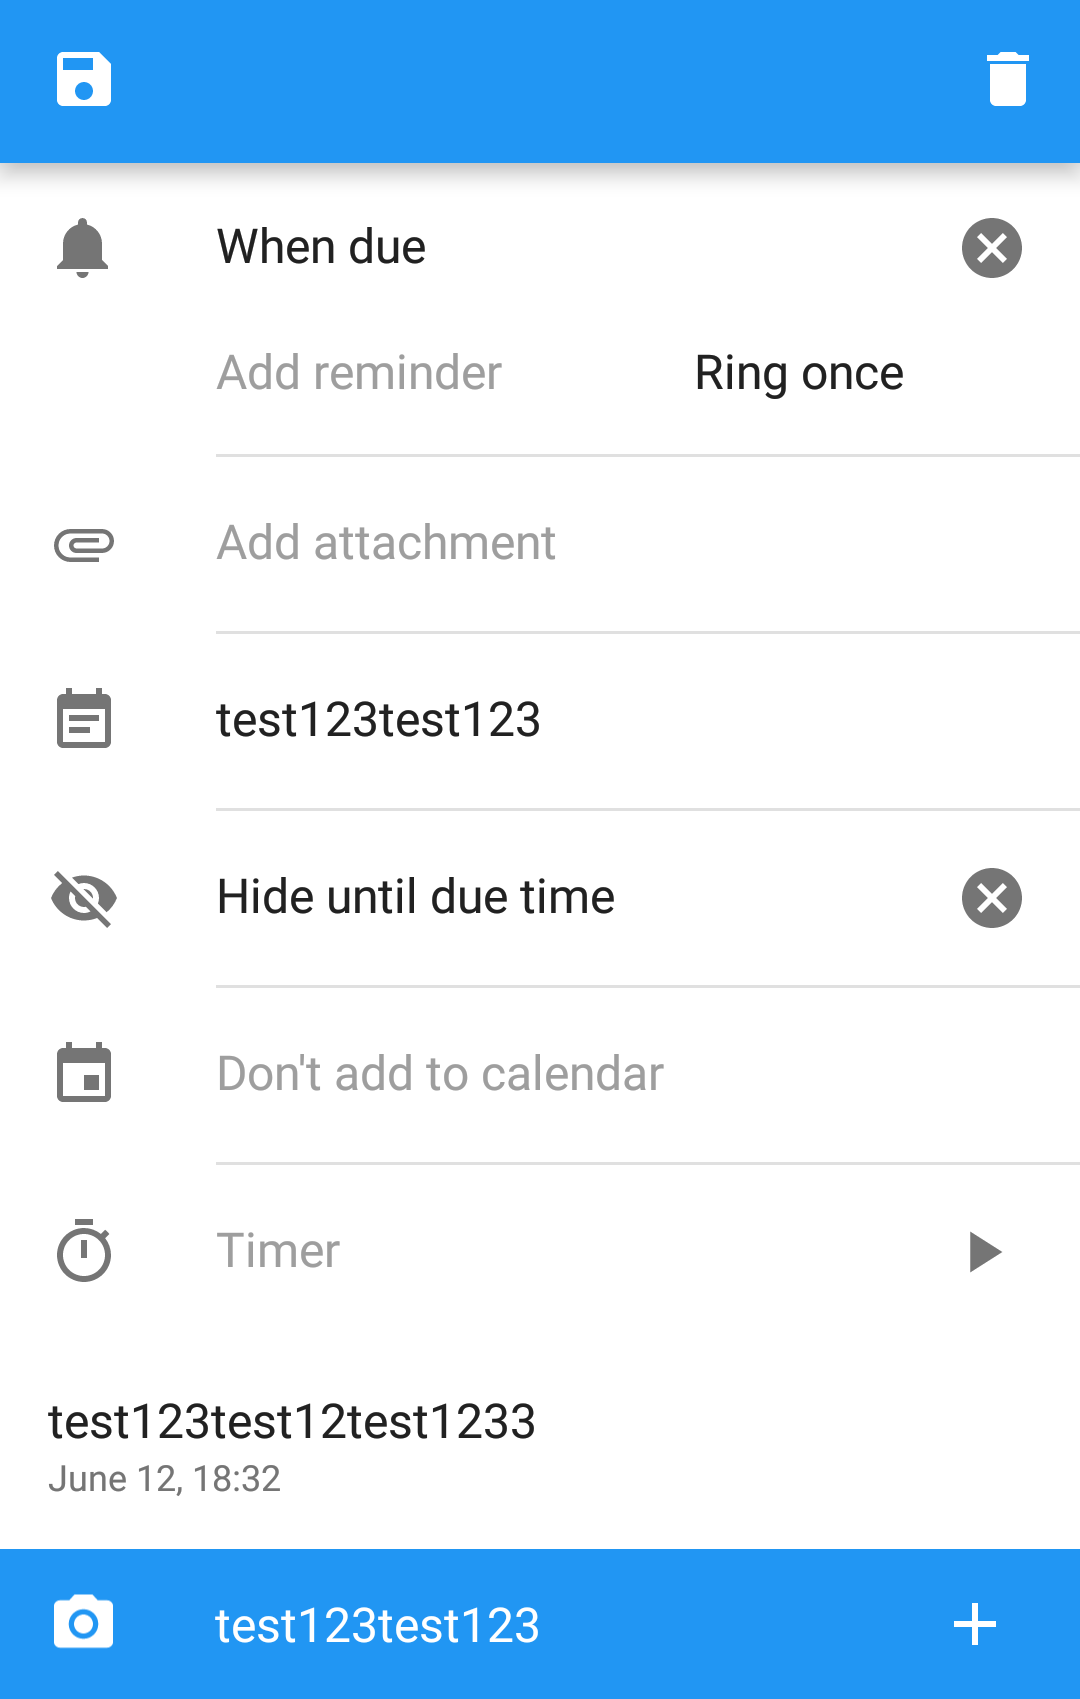 When due
Add reminder Ring once
Add attachment
test123test123
Hide until due time
Don't add to calendar
Timer
test123test12test1233
June 12, 18:32
test123test123